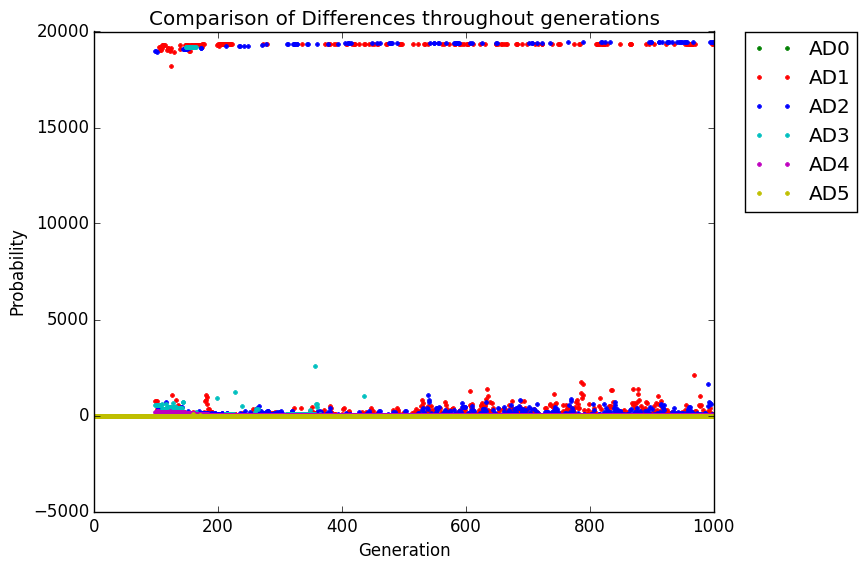 Comparison of Differences throughout generations
20000
15000
10000
5000
0
−5000
Probability
0 200 400 600 800 1000
Generation
AD0
AD1
AD2
AD3
AD4
AD5